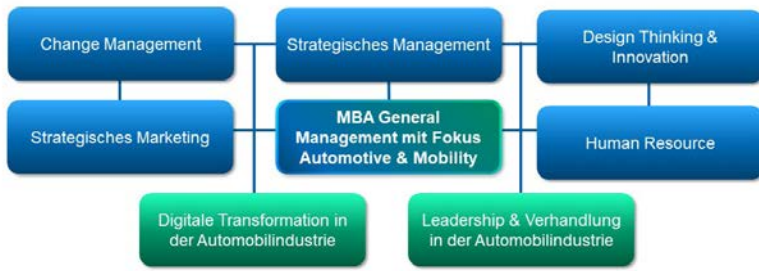 Change Management
Strategisches Management
Design Thinking &
Innovation
Strategisches Marketing
MBA General
Management mit Fokus
Automotive & Mobility
Human Resource
Digitale Transformation in
der Automobilindustrie
Leadership & Verhandlung
in der Automobilindustrie